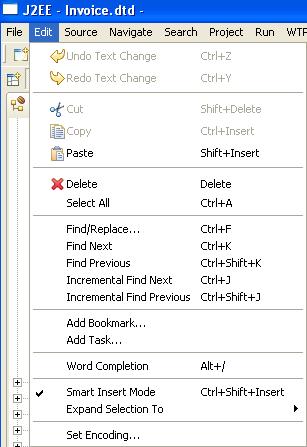 J2EE - Invoice.dtd -
File Edit Source Navigate Search Project Run WTP
Undo Text Change Ctrl+Z
Redo Text Change Ctrl+Y
Cut Shift+Delete
Copy Ctrl+Insert
Paste Shift+Insert
Delete Delete
Select All Ctrl+A
Find/Replace... Ctrl+F
Find Next Ctrl+K
Find Previous Ctrl+Shift+K
Incremental Find Next Ctrl+J
Incremental Find Previous Ctrl+Shift+J
Add Bookmark...
Add Task...
Word Completion Alt+/
Smart Insert Mode Ctrl+Shift+Insert
Expand Selection To
Set Encoding...